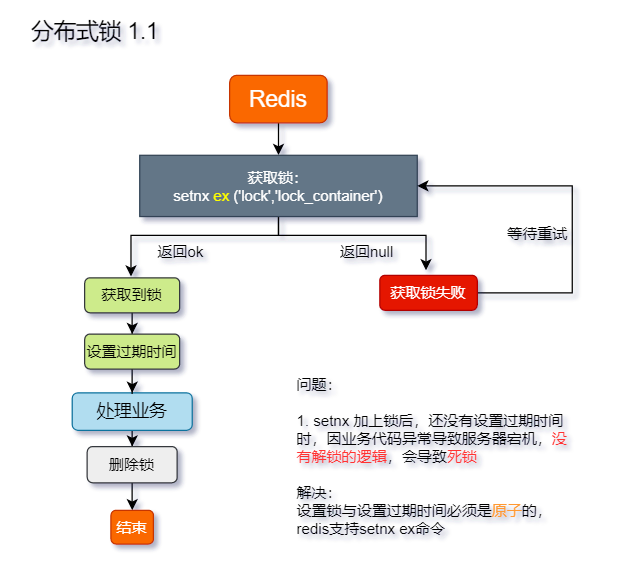 分布式锁 1.1
Redis
获取锁：
setnx ex ('lock','lock_container')
返回ok
返回null
等待重试
获取到锁
获取锁失败
设置过期时间
处理业务
删除锁
结束
问题：
1. setnx 加上锁后，还没有设置过期时间
时，因业务代码异常导致服务器宕机，没
有解锁的逻辑，会导致死锁
解决：
设置锁与设置过期时间必须是原子的，
redis支持setnx ex命令